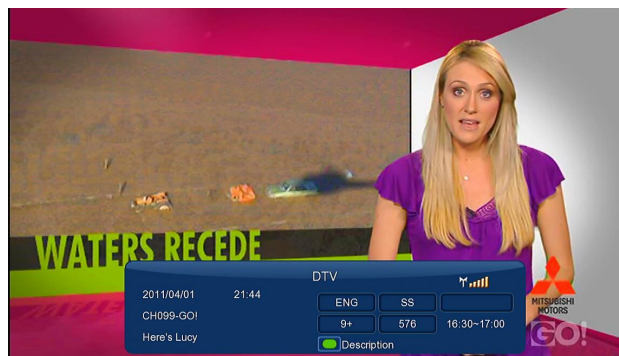 WATERS RECEDE
DTV
2011/04/01 21:44
ENG SS
CH099-GO!
9+ 576 16:30~17:00
Here's Lucy
Description
MITSUBISHI
MOTORS
GO!